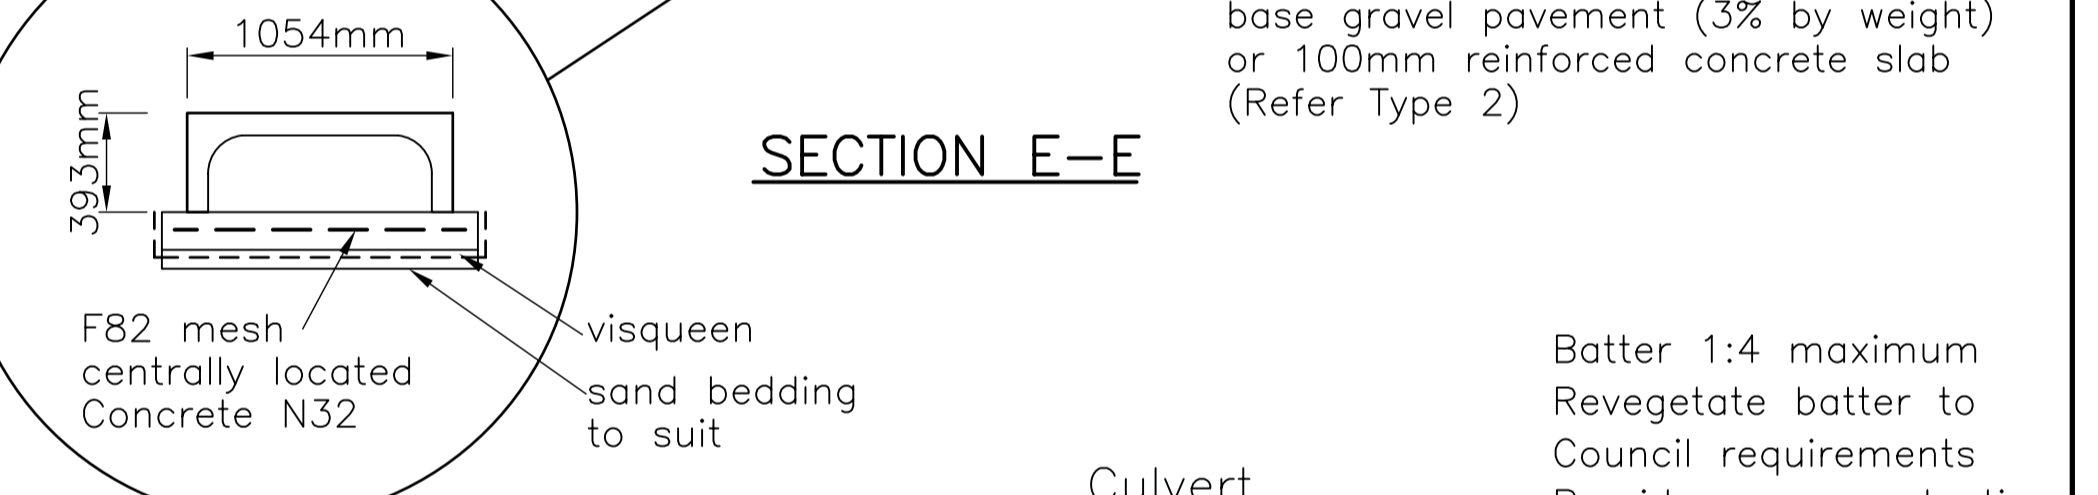 1054mm
393mm
F82 mesh
centrally located
Concrete N32
visqueen
sand bedding
to suit
SECTION E-E
base gravel pavement (3% by weight)
or 100mm reinforced concrete slab
(Refer Type 2)
Culvert
Batter 1:4 maximum
Revegetate batter to
Council requirements